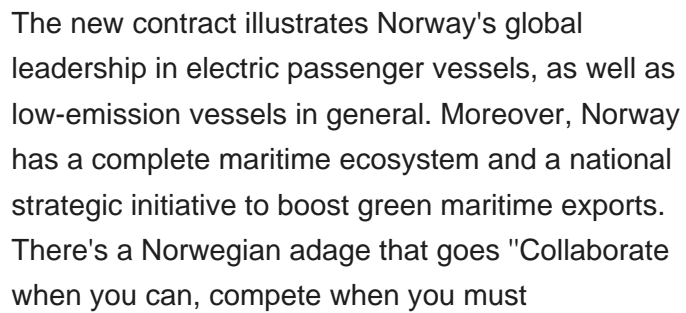 The new contract illustrates Norway's global
leadership in electric passenger vessels, as well as
low-emission vessels in general. Moreover, Norway
has a complete maritime ecosystem and a national
strategic initiative to boost green maritime exports.
There's a Norwegian adage that goes "Collaborate
when you can, compete when you must